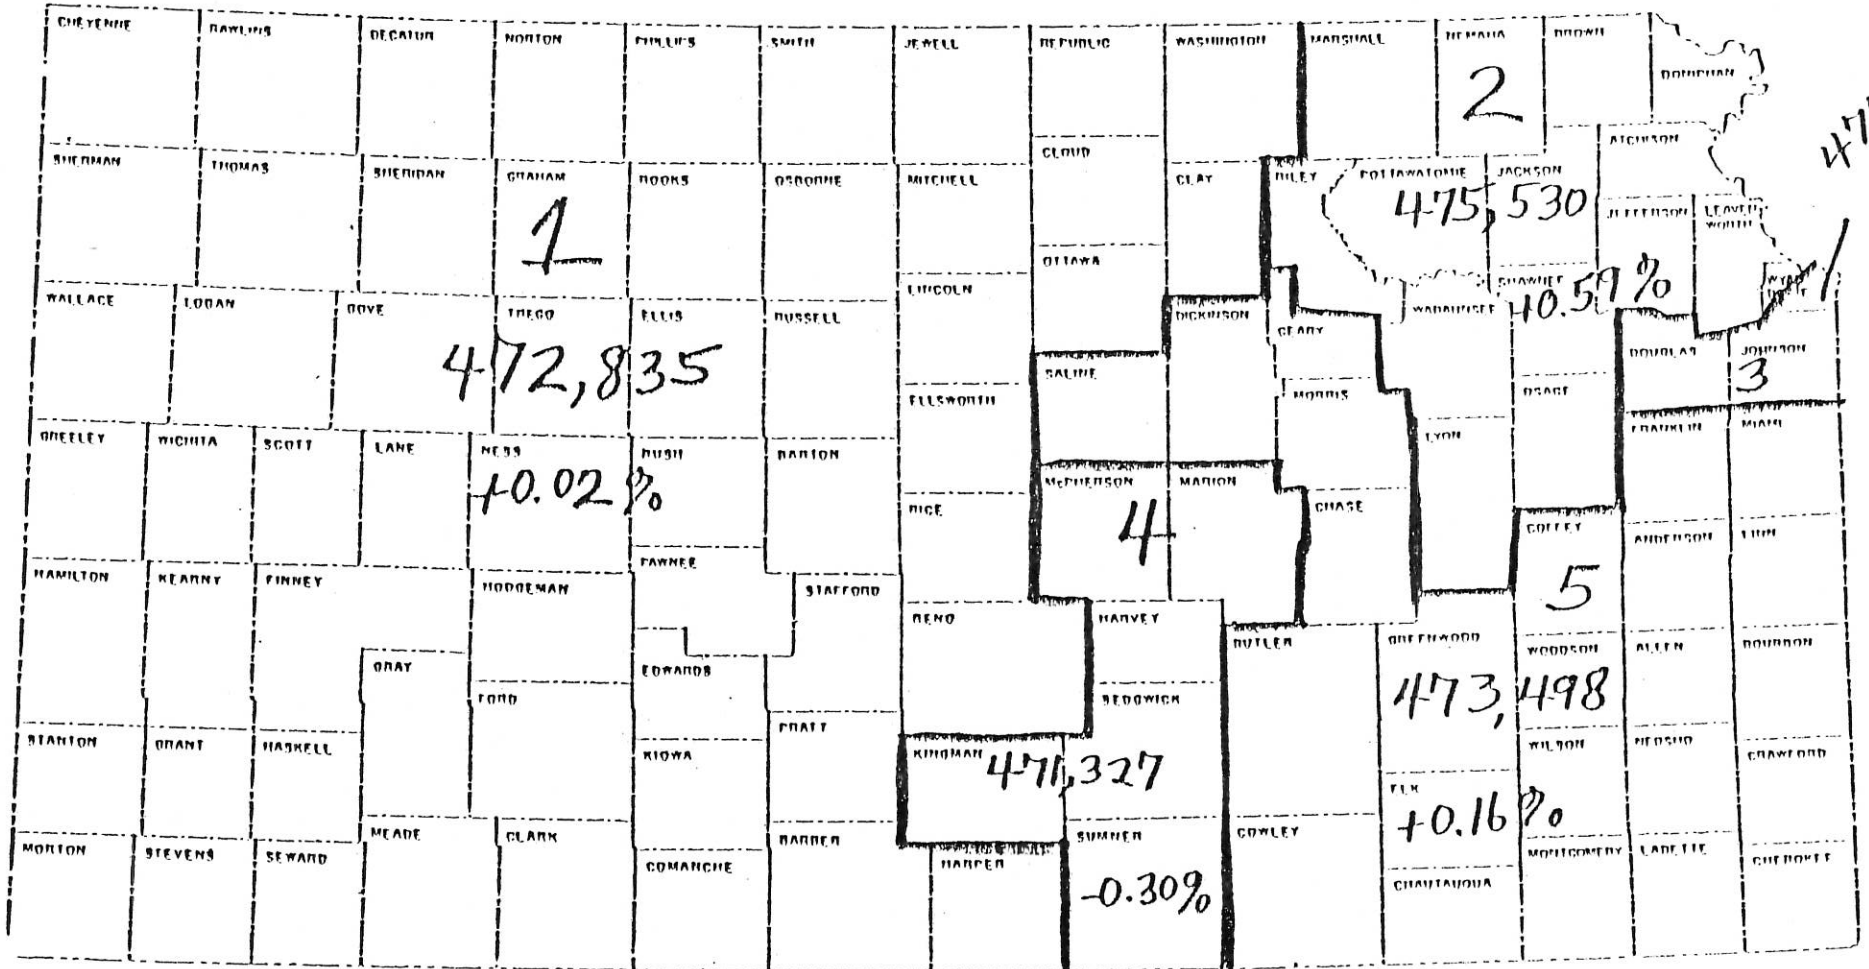 CHEYENNE RAWLINS DECATUR NORTON PHILLIPS SMITH JEWELL REPUBLIC WASHINGTON MARSHALL NEMAHA BROWN
DONIPHAN
2
CLOUD ATCHISON
47
SHERMAN THOMAS SHERIDAN GRAHAM ROOKS OSBORNE MITCHELL CLAY RILEY POTTAWATOMIE JACKSON
475,530
JEFFERSON LEAVEN
WORTH
1
OTTAWA
LINCOLN
SHAWNEE
WALLACE LOGAN GOVE TREGO ELLIS RUSSELL DICKINSON GEARY WABAUNSEE
+0.59%
472,835
SALINE DOUGLAS JOHNSON
3
ELLSWORTH MORRIS OSAGE
LYON FRANKLIN MIAMI
GREELEY WICHITA SCOTT LANE NESS RUSH BARTON
+0.02%
McPHERSON MARION
4
RICE CHASE
COFFEY ANDERSON LINN
5
PAWNEE
HAMILTON KEARNY FINNEY HODGEMAN STAFFORD
RENO HARVEY BUTLER GREENWOOD WOODSON ALLEN BOURBON
GRAY EDWARDS
FORD SEDGWICK
473,498
STANTON GRANT HASKELL KIOWA PRATT KINGMAN WILSON NEOSHO CRAWFORD
471,327
ELK
+0.16%
MEADE CLARK BARBER SUMNER COWLEY
MORTON STEVENS SEWARD COMANCHE HARPER MONTGOMERY LABETTE CHEROKEE
-0.30%
CHAUTAUQUA